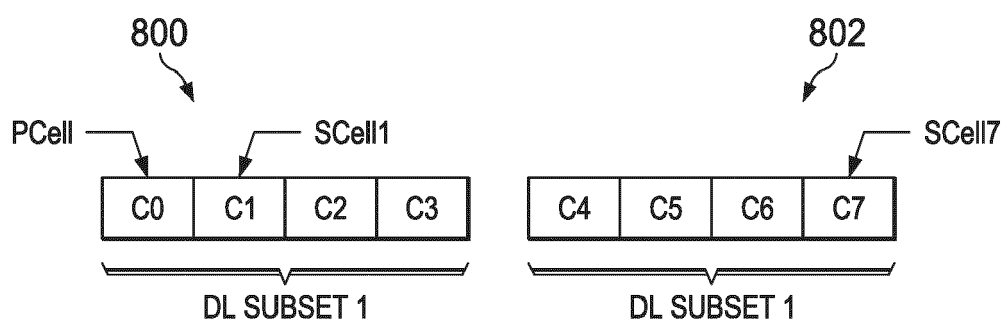 800
802
PCell
SCell1
SCell7
C0 C1 C2 C3
C4 C5 C6 C7
DL SUBSET 1
DL SUBSET 1